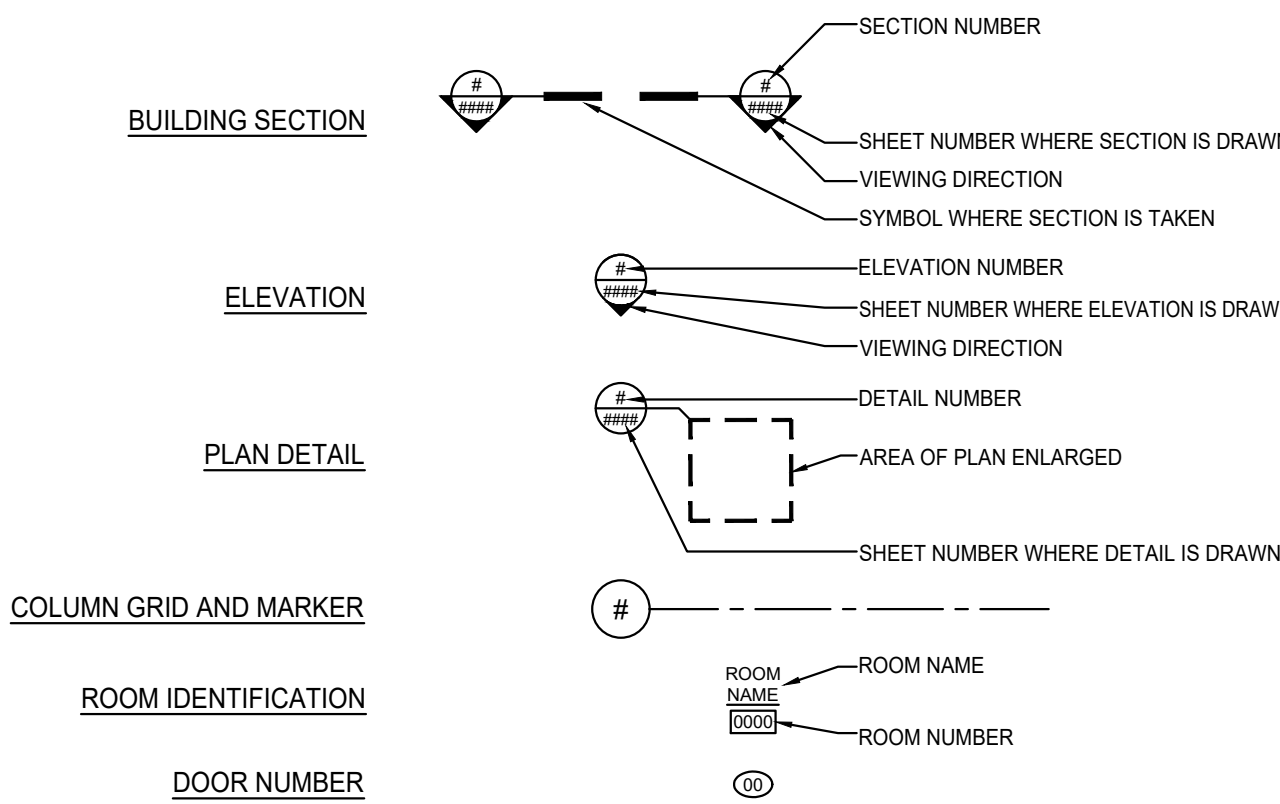 SECTION NUMBER
# #
BUILDING SECTION
#### ####
SHEET NUMBER WHERE SECTION IS DRAWN
VIEWING DIRECTION
SYMBOL WHERE SECTION IS TAKEN
# ELEVATION NUMBER
ELEVATION
#### SHEET NUMBER WHERE ELEVATION IS DRAW
VIEWING DIRECTION
# DETAIL NUMBER
####
PLAN DETAIL
AREA OF PLAN ENLARGED
SHEET NUMBER WHERE DETAIL IS DRAWN
COLUMN GRID AND MARKER #
ROOM NAME
ROOM IDENTIFICATION
ROOM
NAME
0000
ROOM NUMBER
DOOR NUMBER 00